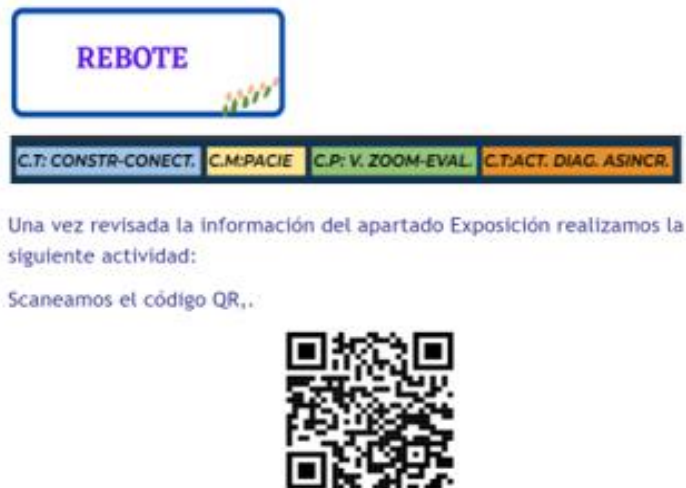 REBOTE
C.T: CONSTR-CONECT. C.M:PACIE C.P: V. ZOOM-EVAL. C.T:ACT. DIAG. ASINCR.
Una vez revisada la información del apartado Exposición realizamos la
siguiente actividad:
Scaneamos el código QR,.